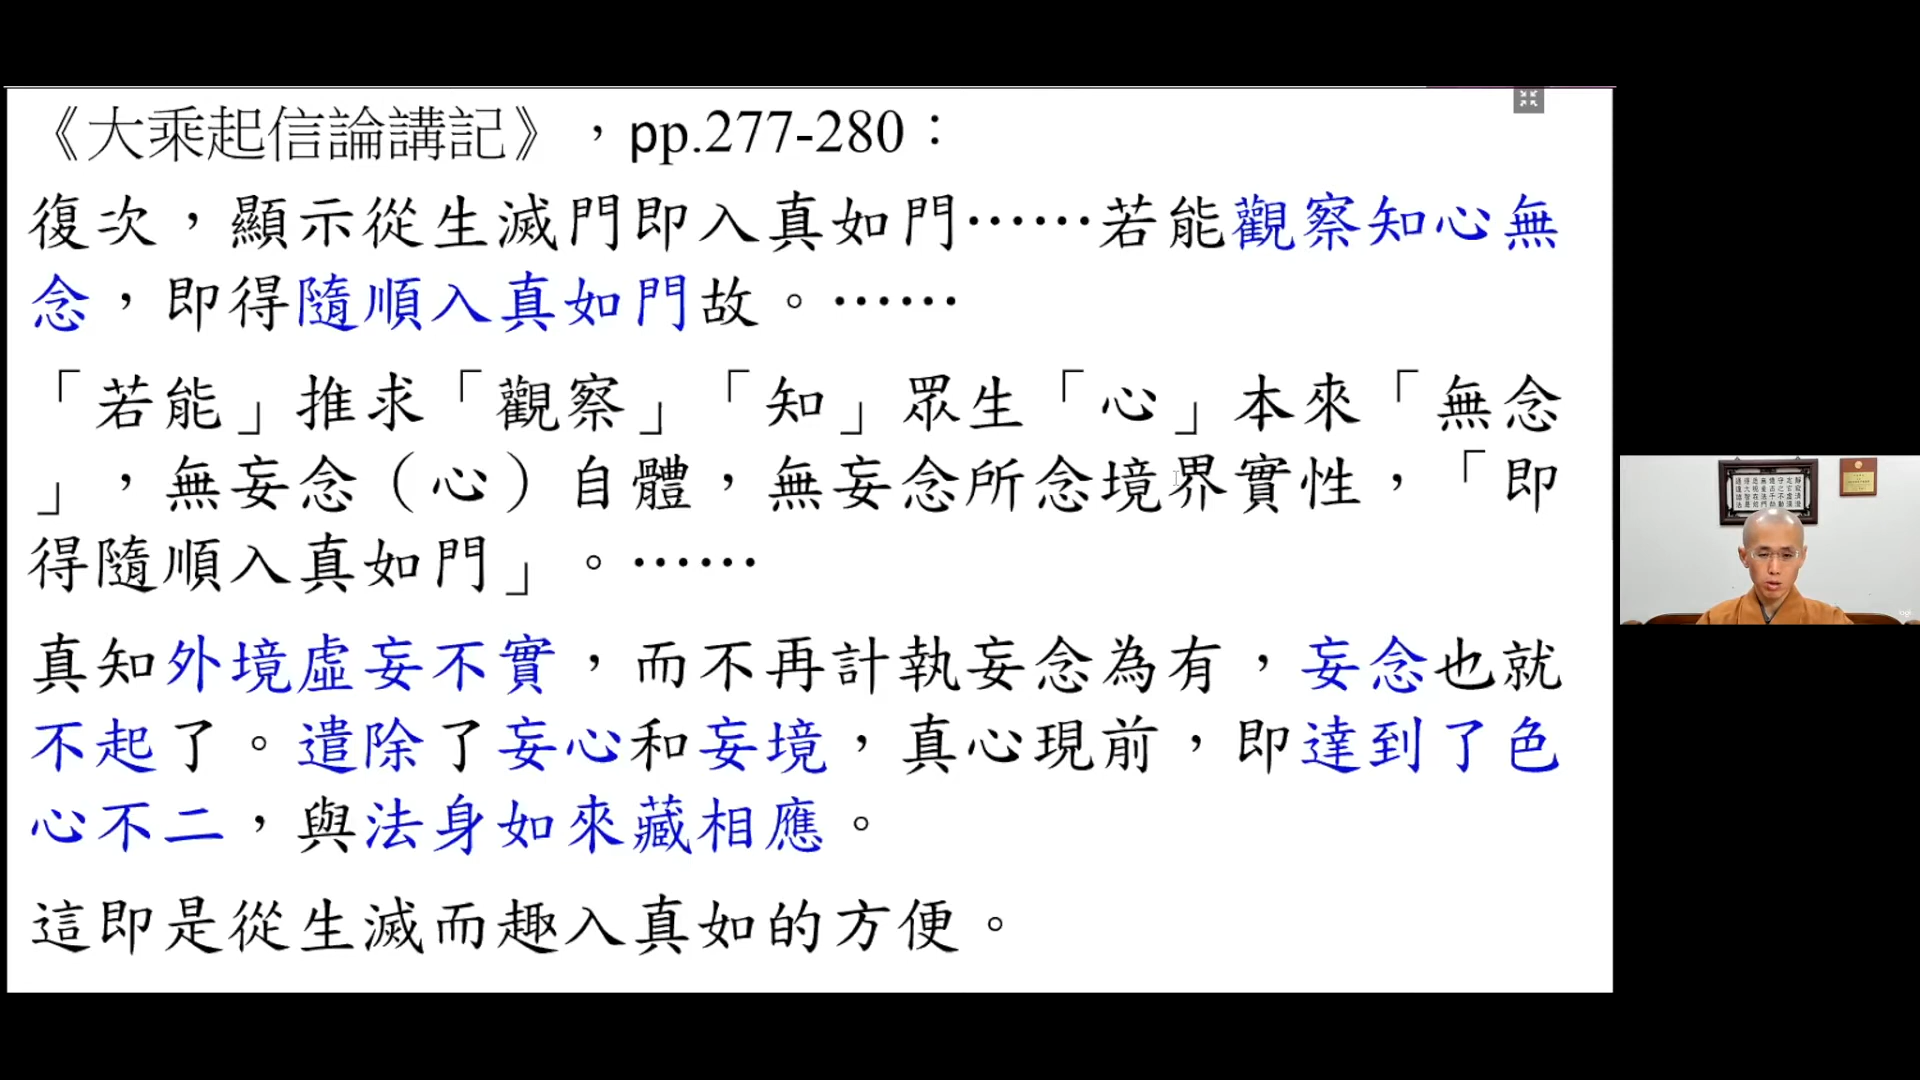 《大乘起信論講記》，pp.277-280：
復次，顯示從生滅門即入真如門⋯⋯若能觀察知心無
念，即得隨順入真如門故。⋯⋯
「若能」推求「觀察」「知」眾生「心」本來「無念
」，無妄念（心）自體，無妄念所念境界實性，「即
得隨順入真如門」。⋯⋯
真知外境虛妄不實，而不再計執妄念為有，妄念也就
不起了。遣除了妄心和妄境，真心現前，即達到了色
心不二，與法身如來藏相應。
這即是從生滅而趣入真如的方便。